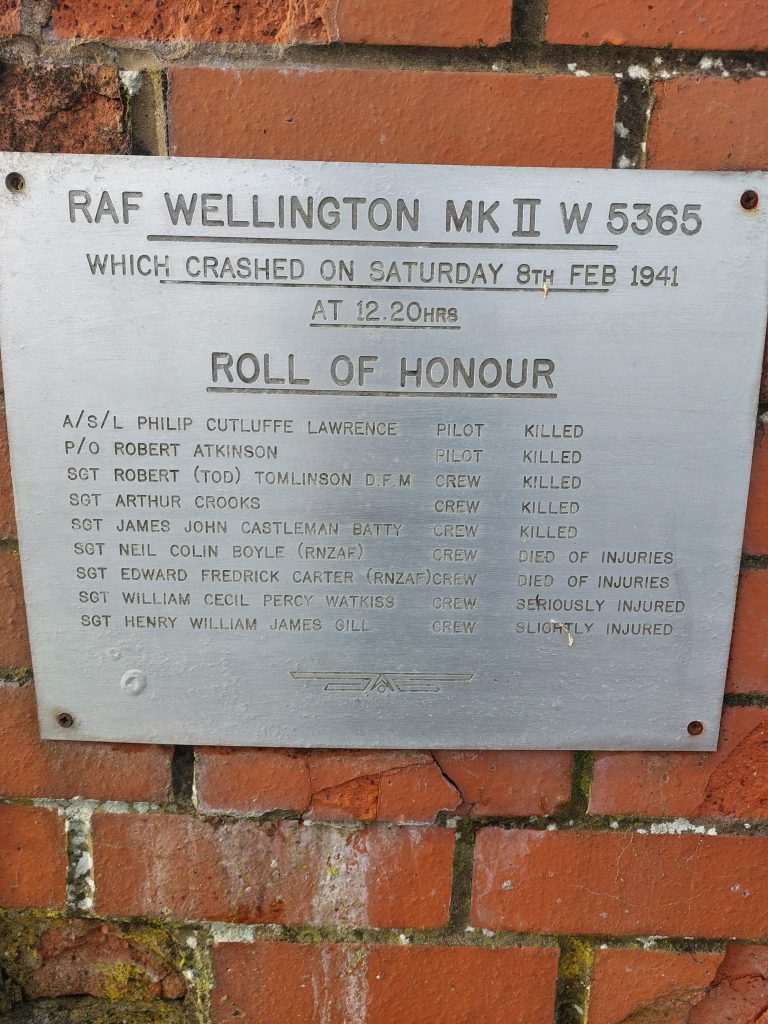 RAF WELLINGTON MK II W 5365
WHICH CRASHED ON SATURDAY 8TH FEB 1941
AT 12.20HRS
ROLL OF HONOUR
A/S/L PHILIP CUTLUFFE LAWRENCE PILOT KILLED
P/O ROBERT ATKINSON PILOT KILLED
SGT ROBERT (TOD) TOMLINSON D.F.M CREW KILLED
SGT ARTHUR CROOKS CREW KILLED
SGT JAMES JOHN CASTLEMAN BATTY CREW KILLED
SGT NEIL COLIN BOYLE (RNZAF) CREW DIED OF INJURIES
SGT EDWARD FREDRICK CARTER (RNZAF) CREW DIED OF INJURIES
SGT WILLIAM CECIL PERCY WATKISS CREW SERIOUSLY INJURED
SGT HENRY WILLIAM JAMES GILL CREW SLIGHTLY INJURED